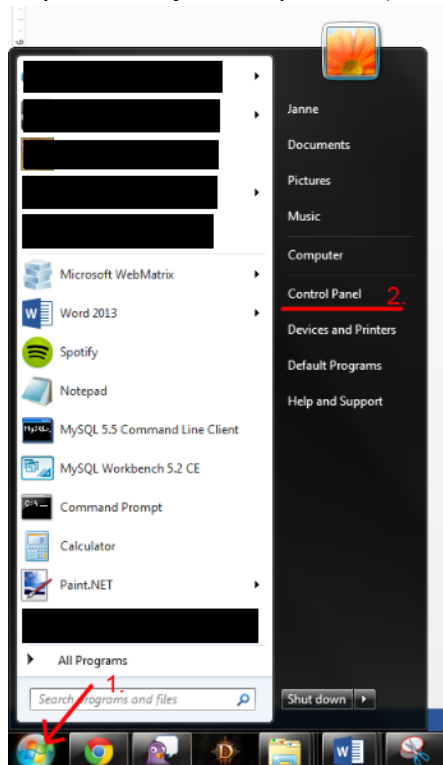 Janne
Documents
Pictures
Music
Computer
Control Panel 2.
Devices and Printers
Default Programs
Help and Support
Microsoft WebMatrix
Word 2013
Spotify
Notepad
MySQL 5.5 Command Line Client
MySQL Workbench 5.2 CE
Command Prompt
Calculator
Paint.NET
All Programs
1.
Search programs and files
Shut down